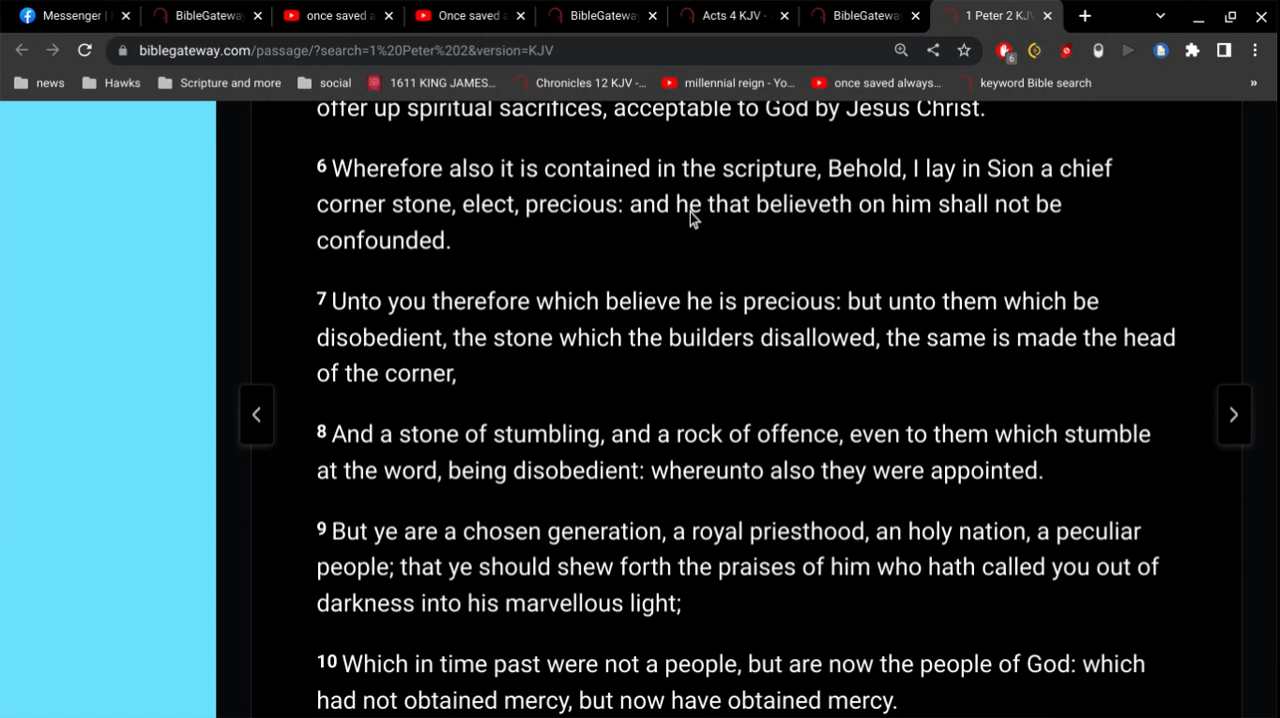 Messenger |
BibleGateway
once saved a
Once saved a
BibleGateway
Acts 4 KJV -
BibleGateway
1 Peter 2 KJ
biblegateway.com/passage/?search=1%20Peter%202&version=KJV
6
news Hawks Scripture and more social 1611 KING JAMES... Chronicles 12 KJV -... millennial reign - Yo... once saved always... keyword Bible search »
offer up spiritual sacrifices, acceptable to God by Jesus Christ.
6 Wherefore also it is contained in the scripture, Behold, I lay in Sion a chief
corner stone, elect, precious: and he that believeth on him shall not be
confounded.
7 Unto you therefore which believe he is precious: but unto them which be
disobedient, the stone which the builders disallowed, the same is made the head
of the corner,
8 And a stone of stumbling, and a rock of offence, even to them which stumble
at the word, being disobedient: whereunto also they were appointed.
9 But ye are a chosen generation, a royal priesthood, an holy nation, a peculiar
people; that ye should shew forth the praises of him who hath called you out of
darkness into his marvellous light;
10 Which in time past were not a people, but are now the people of God: which
had not obtained mercy, but now have obtained mercy.